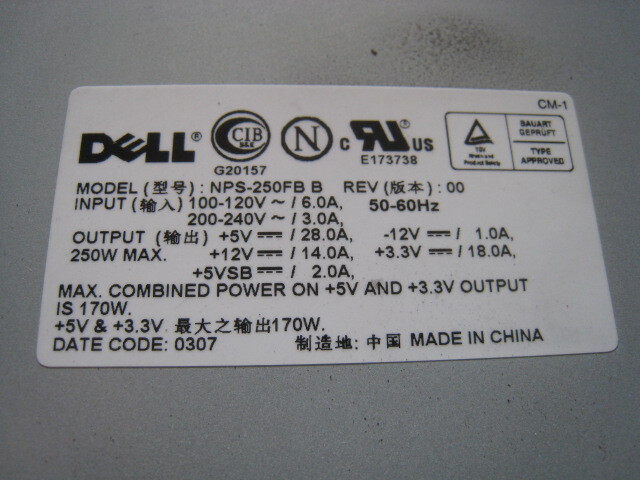 CM-1
DELL® CIB S&E N c RU® US
G20157 E173738
BAUART GEPRÜFT
TYPE APPROVED
MODEL (型号): NPS-250FB B REV (版本): 00
INPUT (输入) 100-120V ~ / 6.0A, 50-60Hz
200-240V ~ / 3.0A,
OUTPUT (输出) +5V ⎓ / 28.0A, -12V ⎓ / 1.0A,
250W MAX. +12V ⎓ / 14.0A, +3.3V ⎓ / 18.0A,
+5VSB ⎓ / 2.0A,
MAX. COMBINED POWER ON +5V AND +3.3V OUTPUT
IS 170W.
+5V & +3.3V 最大之输出170W.
DATE CODE: 0307 制造地: 中国 MADE IN CHINA